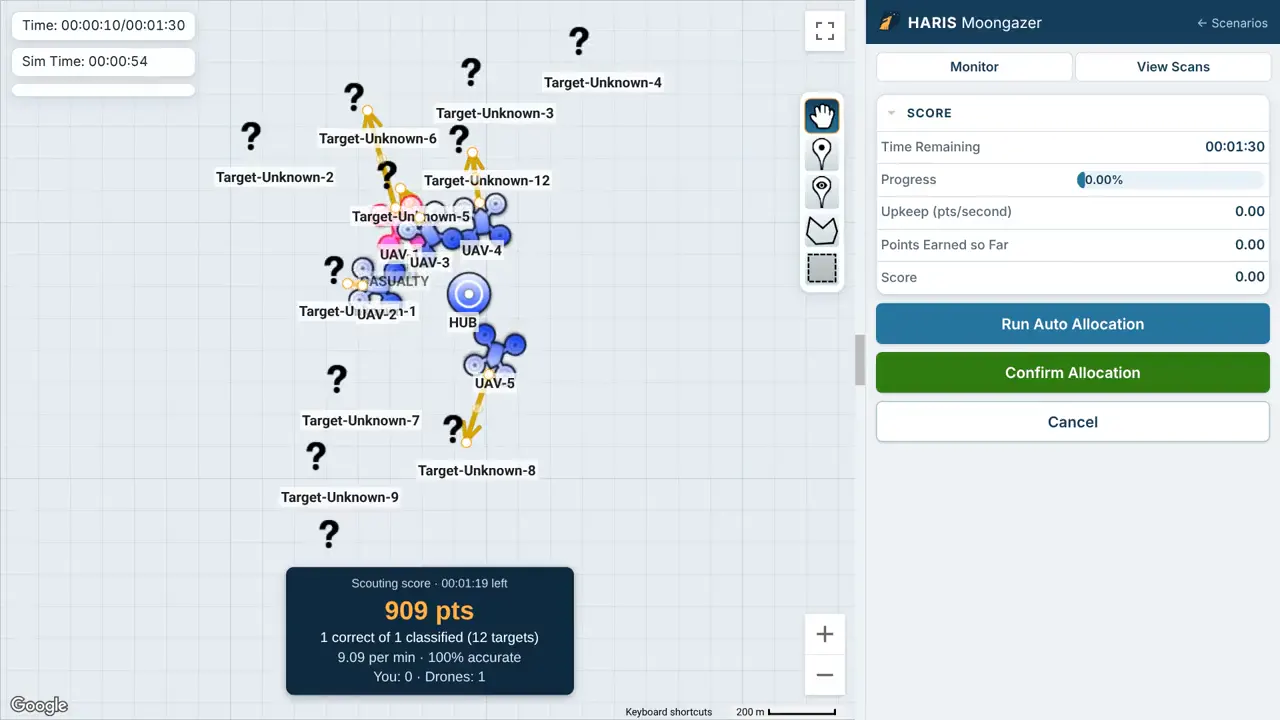 Time: 00:00:10/00:01:30
Sim Time: 00:00:54
Target-Unknown-4
Target-Unknown-3
Target-Unknown-6
Target-Unknown-2
Target-Unknown-12
Target-Unknown-5
UAV-4
UAV-3
CASUALTY
UAV-2
HUB
UAV-5
Target-Unknown-7
Target-Unknown-8
Target-Unknown-9
Scouting score · 00:01:19 left
909 pts
1 correct of 1 classified (12 targets)
9.09 per min · 100% accurate
You: 0 · Drones: 1
Google
Keyboard shortcuts
200 m
HARIS Moongazer
← Scenarios
Monitor
View Scans
SCORE
Time Remaining 00:01:30
Progress 0.00%
Upkeep (pts/second) 0.00
Points Earned so Far 0.00
Score 0.00
Run Auto Allocation
Confirm Allocation
Cancel